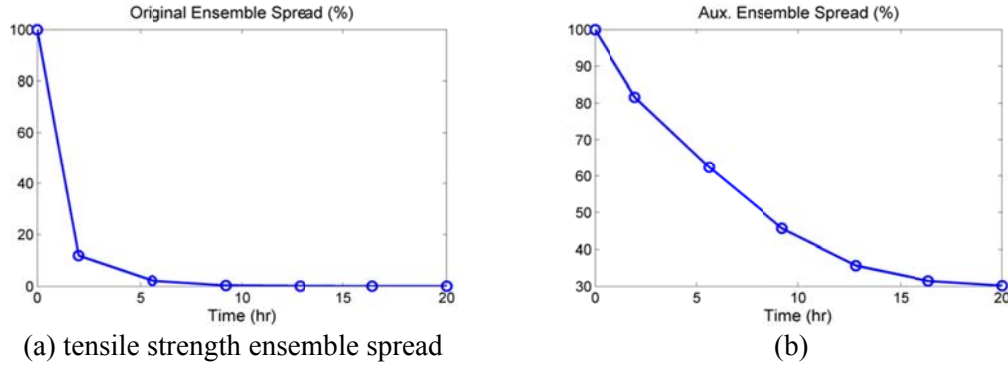 Original Ensemble Spread (%)
100
80
60
40
20
0
0 5 10 15 20
Time (hr)
(a) tensile strength ensemble spread
Aux. Ensemble Spread (%)
100
90
80
70
60
50
40
30
0 5 10 15 20
Time (hr)
(b)